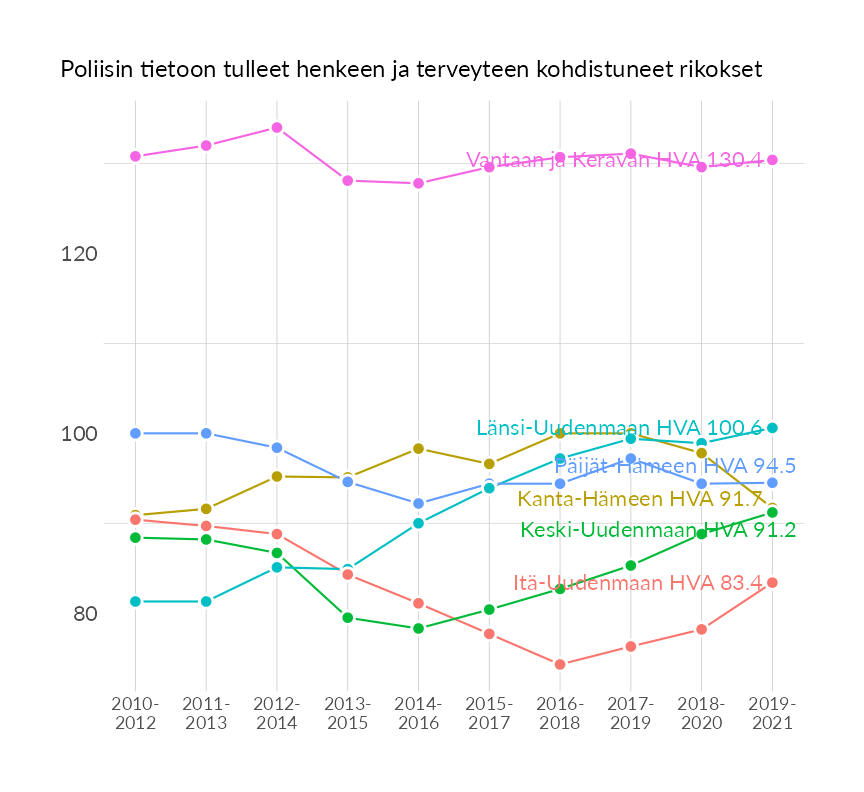 Poliisin tietoon tulleet henkeen ja terveyteen kohdistuneet rikokset
Vantaan ja Keravan HVA 130.4
120
Länsi-Uudenmaan HVA 100.6
100
Päijät-Hämeen HVA 94.5
Kanta-Hämeen HVA 91.7
Keski-Uudenmaan HVA 91.2
Itä-Uudenmaan HVA 83.4
80
2010- 2011- 2012- 2013- 2014- 2015- 2016- 2017- 2018- 2019-
2012 2013 2014 2015 2016 2017 2018 2019 2020 2021